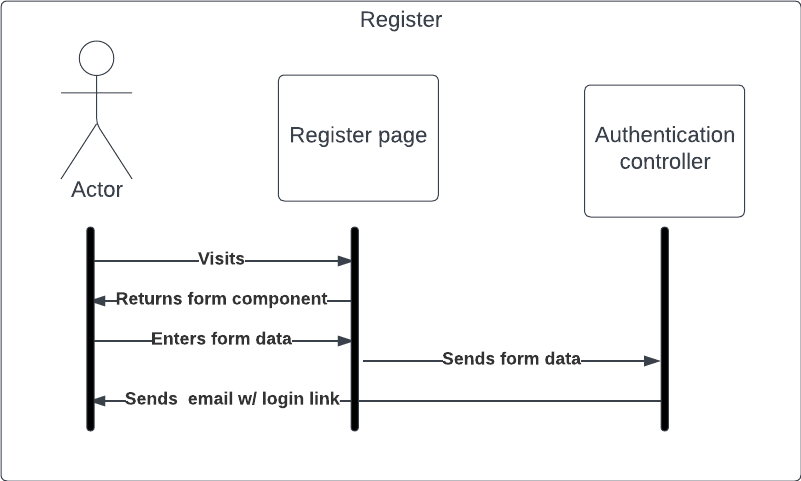 Register
Register page
Authentication
controller
Actor
Visits
Returns form component
Enters form data
Sends form data
Sends  email w/ login link